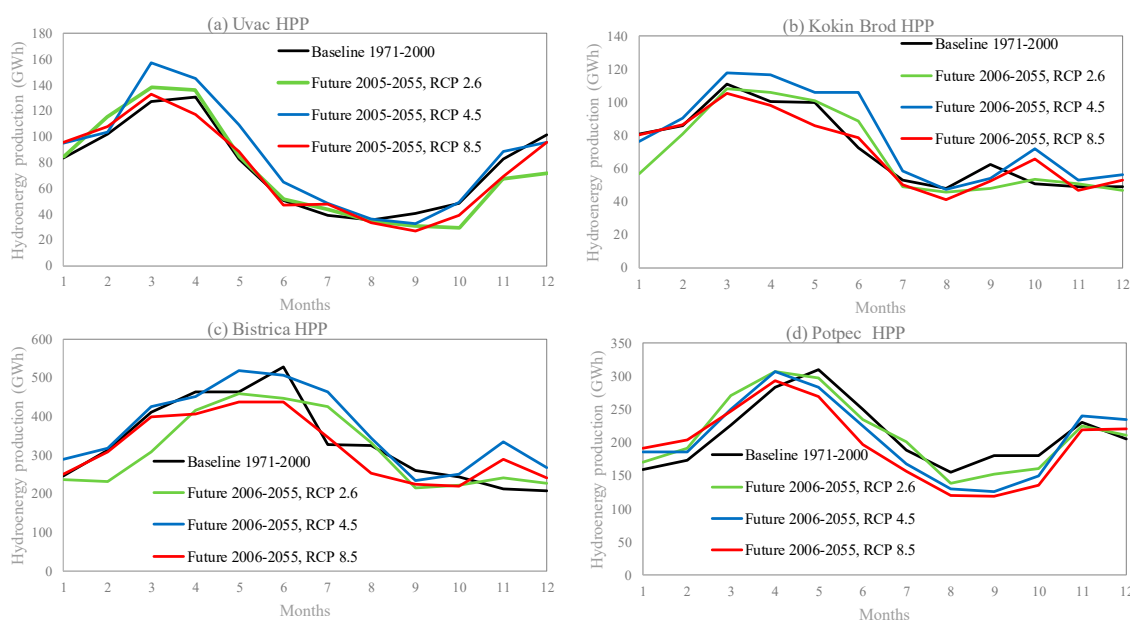 (a) Uvac HPP
Hydroenergy production (GWh)
180
160
140
120
100
80
60
40
20
0
Baseline 1971-2000
Future 2005-2055, RCP 2.6
Future 2005-2055, RCP 4.5
Future 2005-2055, RCP 8.5
1 2 3 4 5 6 7 8 9 10 11 12
Months
(b) Kokin Brod HPP
Hydroenergy production (GWh)
140
120
100
80
60
40
20
0
Baseline 1971-2000
Future 2006-2055, RCP 2.6
Future 2006-2055, RCP 4.5
Future 2006-2055, RCP 8.5
1 2 3 4 5 6 7 8 9 10 11 12
Months
(c) Bistrica HPP
Hydroenergy production (GWh)
600
500
400
300
200
100
0
Baseline 1971-2000
Future 2006-2055, RCP 2.6
Future 2006-2055, RCP 4.5
Future 2006-2055, RCP 8.5
1 2 3 4 5 6 7 8 9 10 11 12
Months
(d) Potpec HPP
Hydroenergy production (GWh)
350
300
250
200
150
100
50
0
Baseline 1971-2000
Future 2006-2055, RCP 2.6
Future 2006-2055, RCP 4.5
Future 2006-2055, RCP 8.5
1 2 3 4 5 6 7 8 9 10 11 12
Months